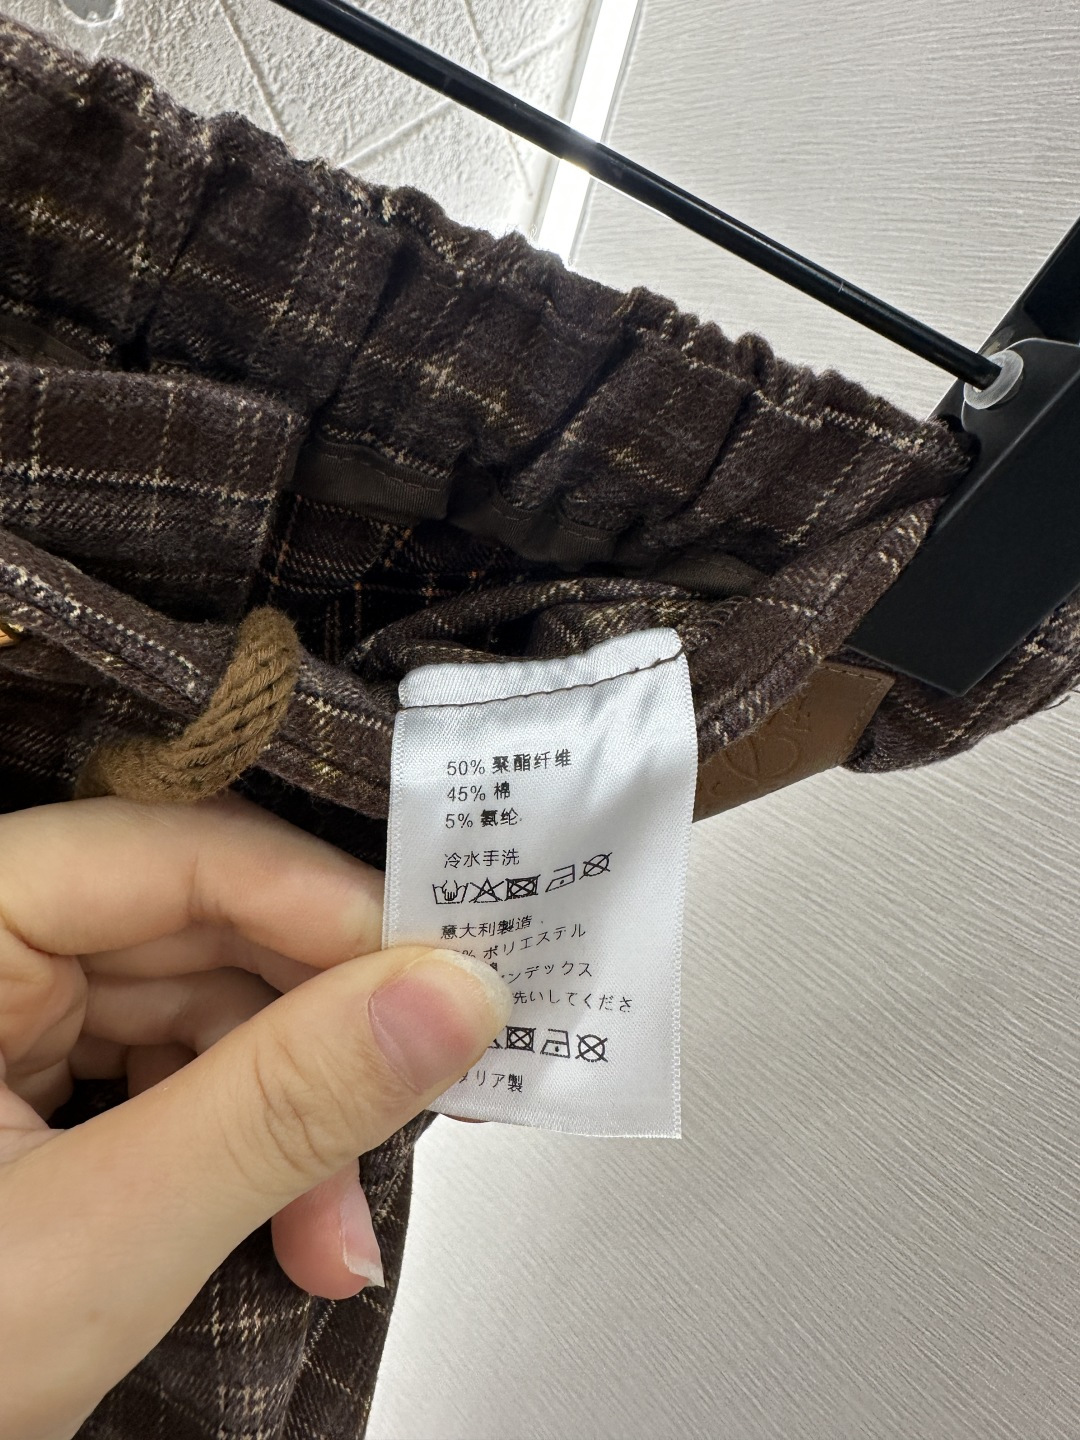 50% 聚酯纤维
45% 棉
5% 氨纶
冷水手洗
意大利製造
% ポリエステル
ンデックス
洗いしてくださ
リア製